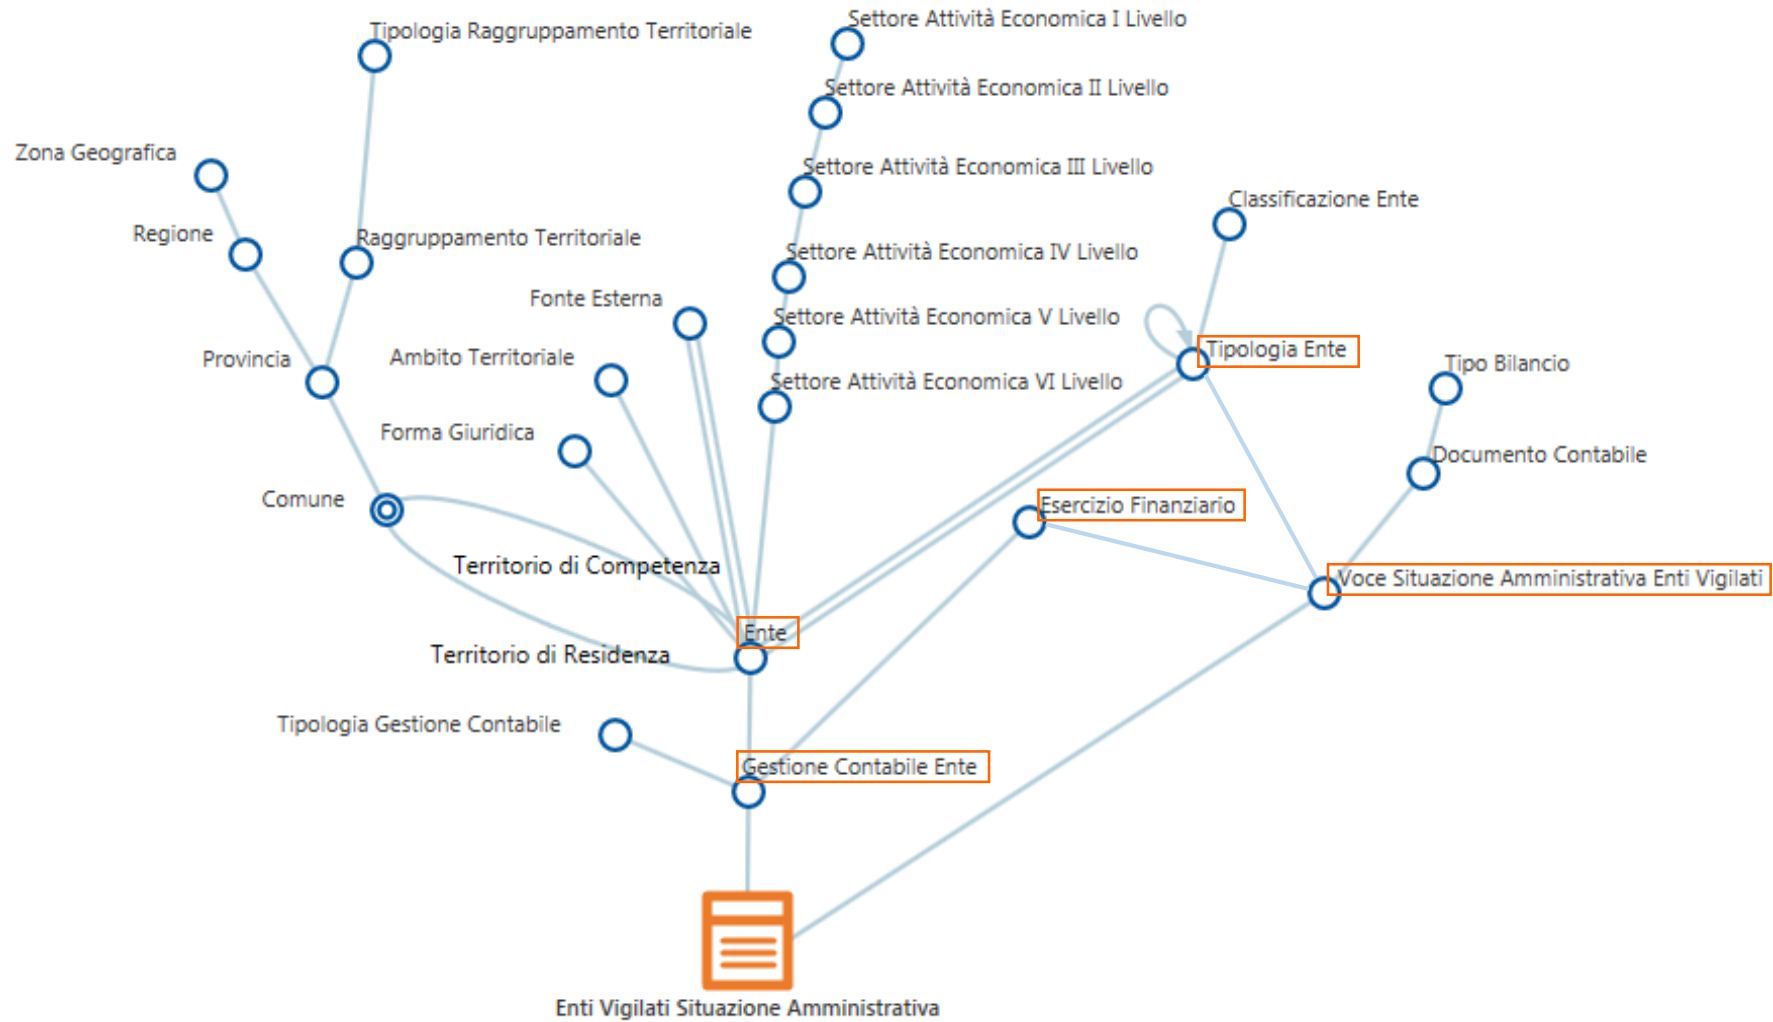 Settore Attività Economica I Livello
Tipologia Raggruppamento Territoriale
Settore Attività Economica II Livello
Zona Geografica
Settore Attività Economica III Livello
Classificazione Ente
Regione
Raggruppamento Territoriale
Settore Attività Economica IV Livello
Fonte Esterna
Settore Attività Economica V Livello
Tipologia Ente
Provincia
Ambito Territoriale
Tipo Bilancio
Settore Attività Economica VI Livello
Forma Giuridica
Documento Contabile
Comune
Esercizio Finanziario
Territorio di Competenza
Voce Situazione Amministrativa Enti Vigilati
Ente
Territorio di Residenza
Tipologia Gestione Contabile
Gestione Contabile Ente
Enti Vigilati Situazione Amministrativa